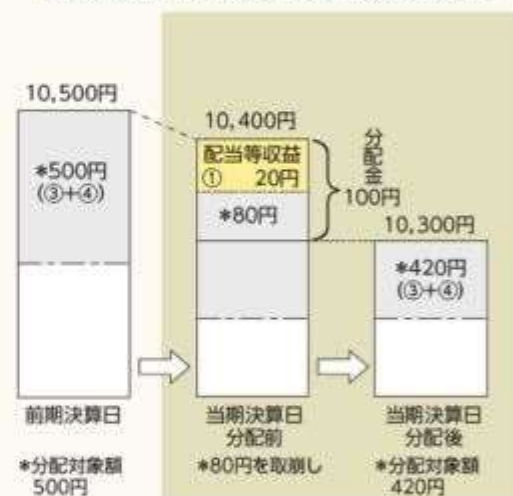 10,500円
*500円
(③+④)
10,400円
配当等収益
① 20円
*80円
分配金
100円
10,300円
*420円
(③+④)
前期決算日
当期決算日
分配前
当期決算日
分配後
*分配対象額
500円
*80円を取崩し
*分配対象額
420円